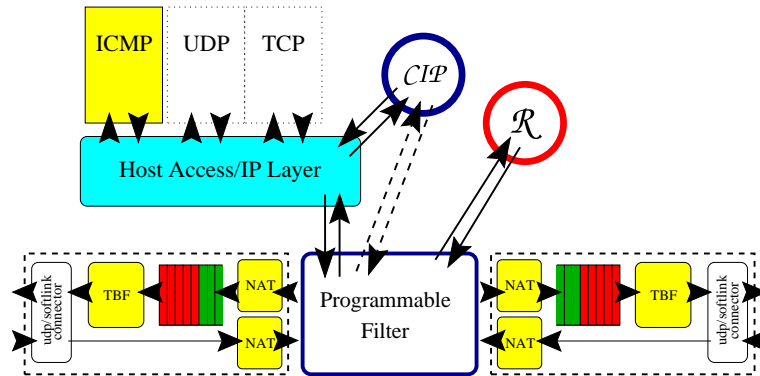 ICMP
UDP
TCP
CIP
R
Host Access/IP Layer
udp/softlink
connector
TBF
NAT
NAT
Programmable
Filter
NAT
NAT
TBF
udp/softlink
connector